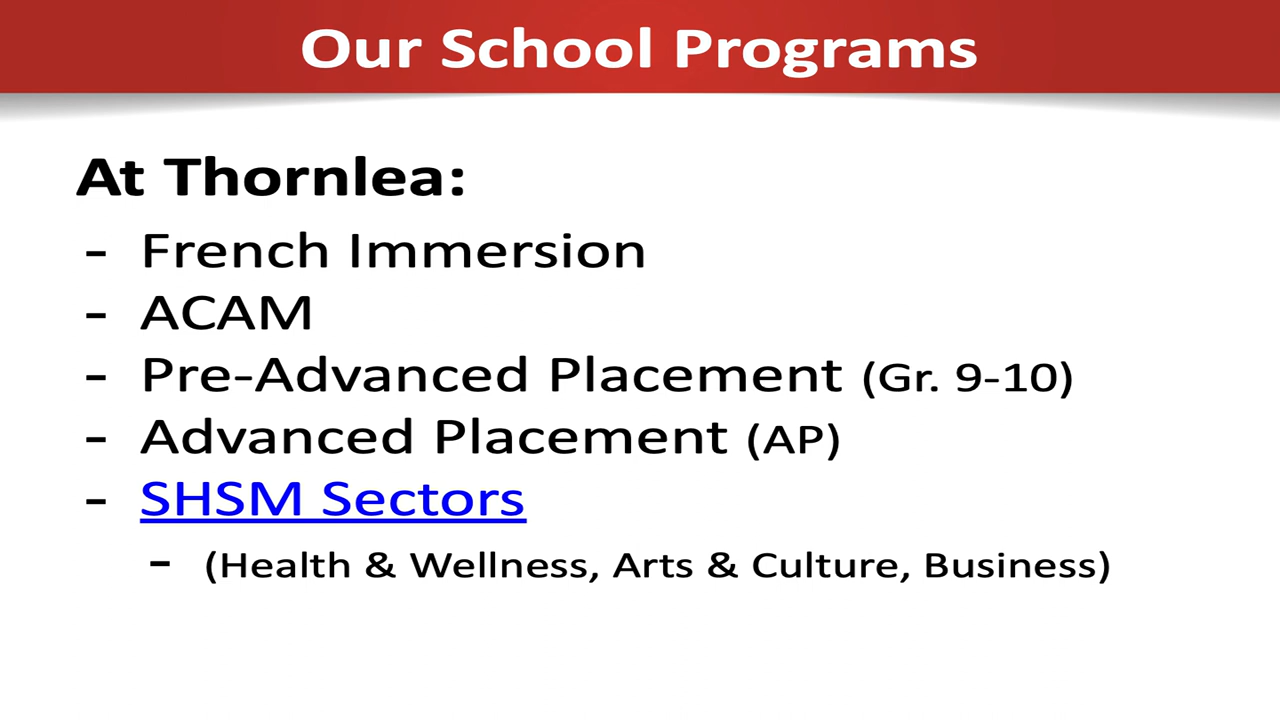 Our School Programs
At Thornlea:
- French Immersion
- ACAM
- Pre-Advanced Placement (Gr. 9-10)
- Advanced Placement (AP)
- SHSM Sectors
- (Health & Wellness, Arts & Culture, Business)